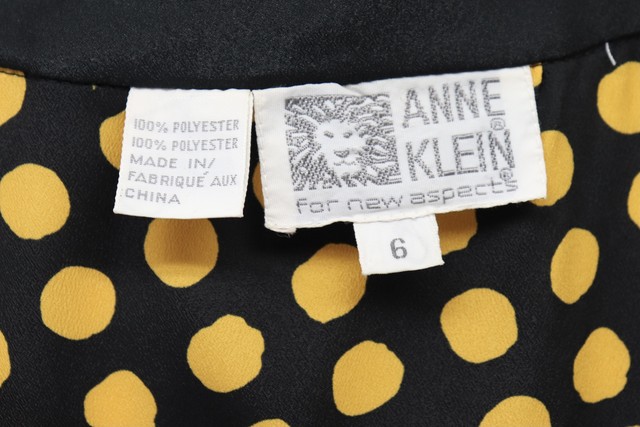 100% POLYESTER
100% POLYESTER
MADE IN/
FABRIQUÉ AUX
CHINA
ANNE
KLEIN®
for new aspects®
6